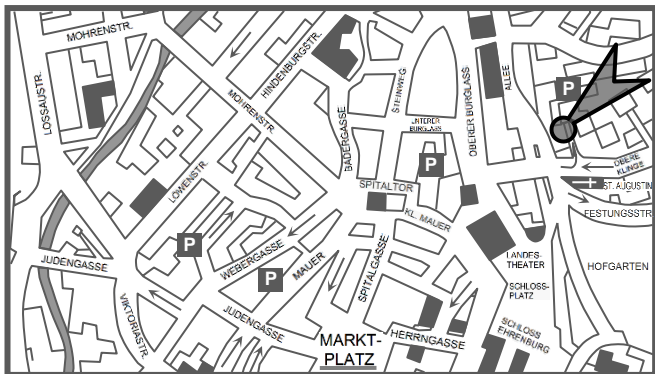 MOHRENSTR.
LOSSAUSTR.
HINDENBURGSTR.
MOHRENSTR.
STEINWEG
BADERGASSE
UNTERER
BURGLASS
OBERER BURGLASS
ALLEE
P
P
OBERE
KLINGE
ST. AUGUSTIN
FESTUNGSSTR
LÖWENSTR.
SPITALTOR
KL. MAUER
P
WEBERGASSE
P
MAUER
SPITALGASSE
LANDES-
THEATER
SCHLOSS-
PLATZ
HOFGARTEN
JUDENGASSE
VIKTORIASTR.
JUDENGASSE
MARKT-
PLATZ
HERRNGASSE
SCHLOSS
EHRENBURG